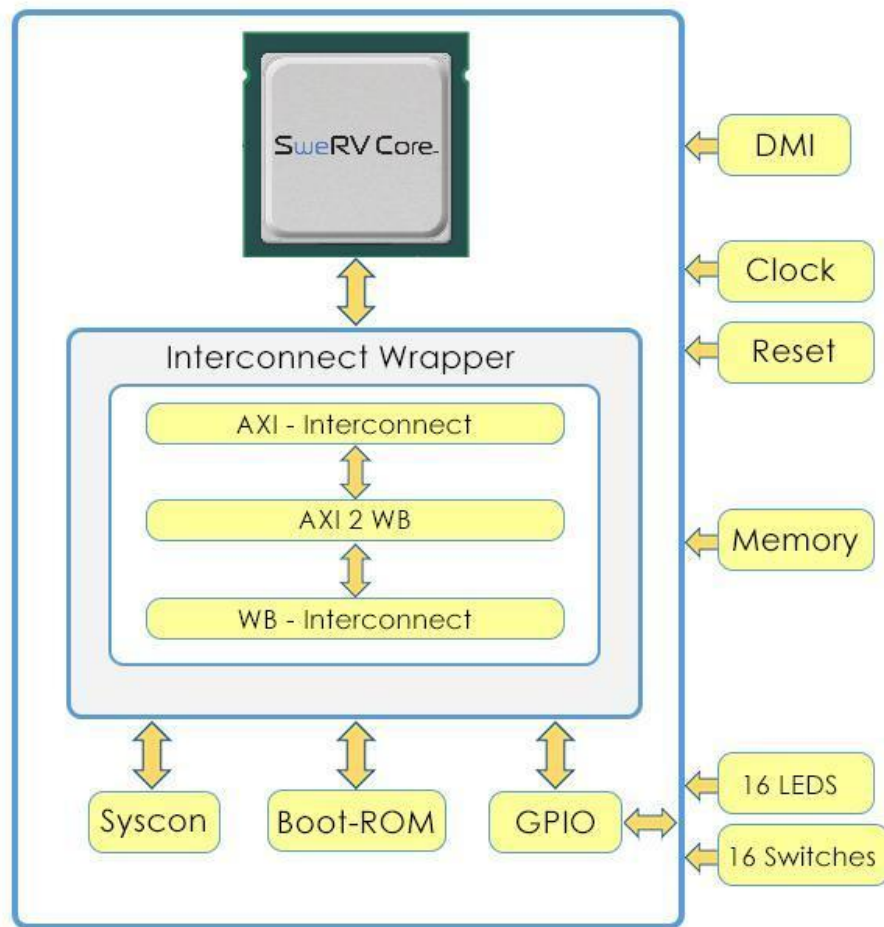 SweRV Core™
DMI
Clock
Reset
Interconnect Wrapper
AXI - Interconnect
AXI 2 WB
WB - Interconnect
Memory
Syscon
Boot-ROM
GPIO
16 LEDS
16 Switches